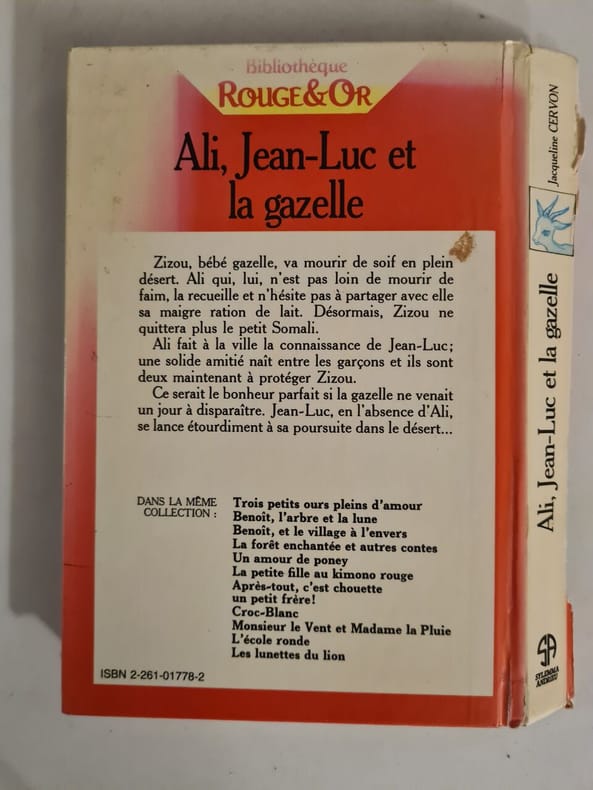 Bibliothèque
ROUGE&OR
Ali, Jean-Luc et
la gazelle
Zizou, bébé gazelle, va mourir de soif en plein
désert. Ali qui, lui, n'est pas loin de mourir de
faim, la recueille et n'hésite pas à partager avec elle
sa maigre ration de lait. Désormais, Zizou ne
quittera plus le petit Somali.
Ali fait à la ville la connaissance de Jean-Luc;
une solide amitié naît entre les garçons et ils sont
deux maintenant à protéger Zizou.
Ce serait le bonheur parfait si la gazelle ne venait
un jour à disparaître. Jean-Luc, en l'absence d'Ali,
se lance étourdiment à sa poursuite dans le désert...
DANS LA MÊME
COLLECTION :
Trois petits ours pleins d'amour
Benoît, l'arbre et la lune
Benoît, et le village à l'envers
La forêt enchantée et autres contes
Un amour de poney
La petite fille au kimono rouge
Après-tout, c'est chouette
un petit frère!
Croc-Blanc
Monsieur le Vent et Madame la Pluie
L'école ronde
Les lunettes du lion
ISBN 2-261-01778-2
Jacqueline CERVON
Ali, Jean-Luc et la gazelle
SA
SYLEMMA
ANDRIEU